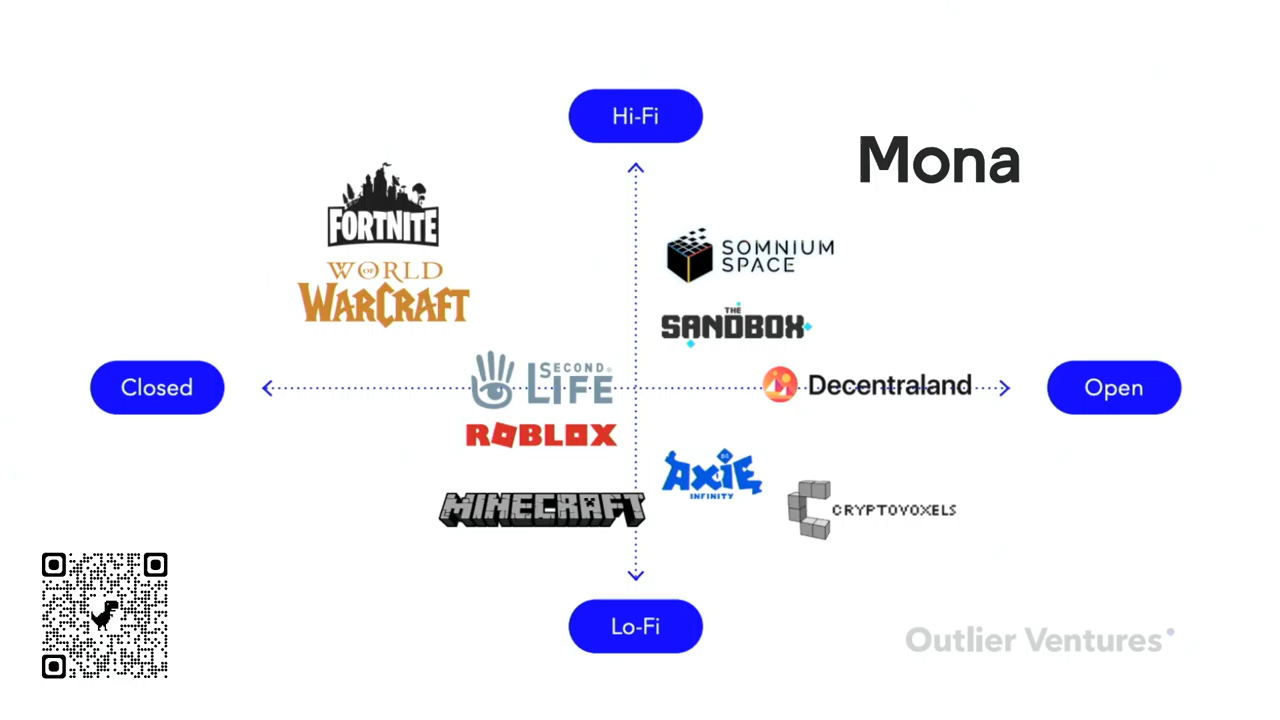 Hi-Fi
Mona
FORTNITE
SOMNIUM
SPACE
WORLD
OF
WARCRAFT
THE
SANDBOX
Closed
SECOND
LIFE
Decentraland
Open
ROBLOX
AXIE
INFINITY
MINECRAFT
CRYPTOVOXELS
Lo-Fi
Outlier Ventures